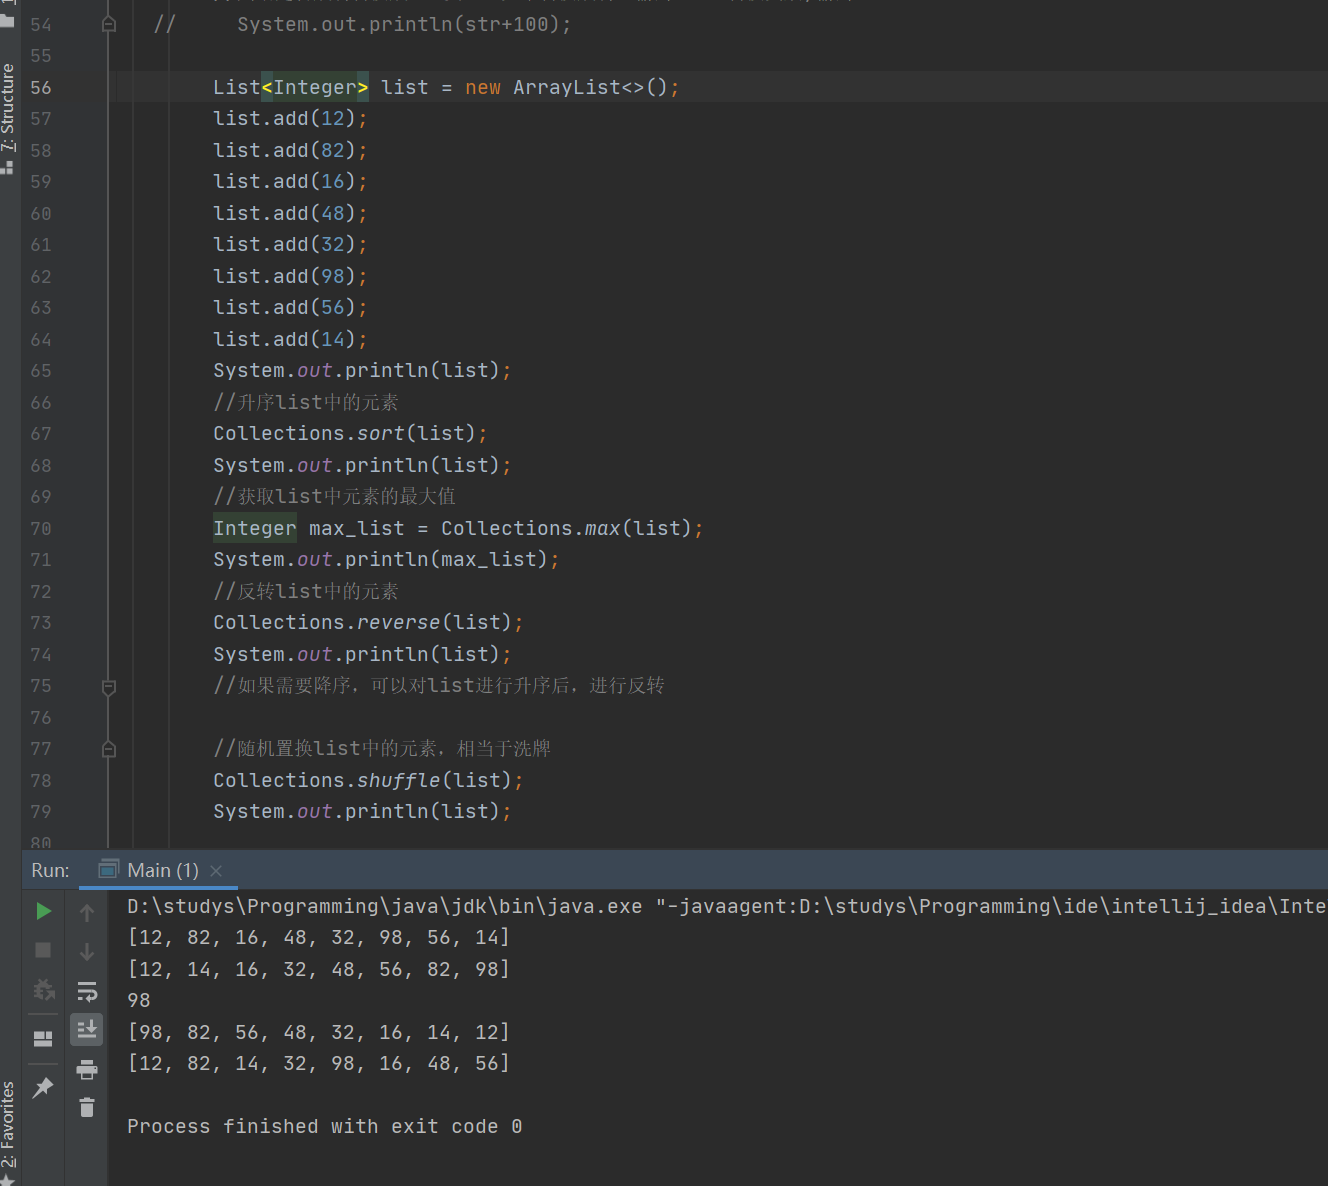 54 //     System.out.println(str+100);
55
56 List<Integer> list = new ArrayList<>();
57 list.add(12);
58 list.add(82);
59 list.add(16);
60 list.add(48);
61 list.add(32);
62 list.add(98);
63 list.add(56);
64 list.add(14);
65 System.out.println(list);
66 //升序list中的元素
67 Collections.sort(list);
68 System.out.println(list);
69 //获取list中元素的最大值
70 Integer max_list = Collections.max(list);
71 System.out.println(max_list);
72 //反转list中的元素
73 Collections.reverse(list);
74 System.out.println(list);
75 //如果需要降序，可以对list进行升序后，进行反转
76
77 //随机置换list中的元素，相当于洗牌
78 Collections.shuffle(list);
79 System.out.println(list);
80
7: Structure
2: Favorites
Run: Main (1)
D:\studys\Programming\java\jdk\bin\java.exe "-javaagent:D:\studys\Programming\ide\intellij_idea\Inte
[12, 82, 16, 48, 32, 98, 56, 14]
[12, 14, 16, 32, 48, 56, 82, 98]
98
[98, 82, 56, 48, 32, 16, 14, 12]
[12, 82, 14, 32, 98, 16, 48, 56]
Process finished with exit code 0